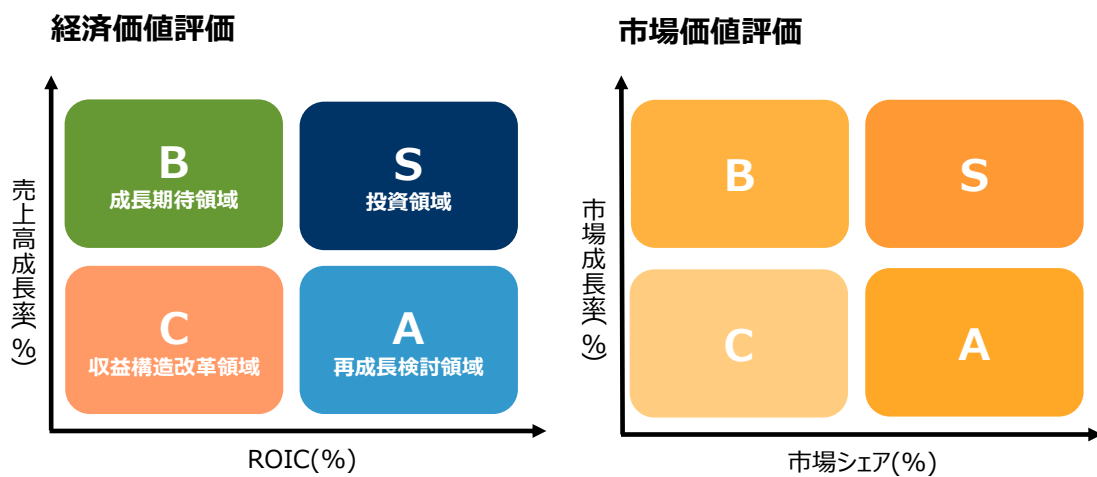 経済価値評価
売上高成長率(%)
B
成長期待領域
S
投資領域
C
収益構造改革領域
A
再成長検討領域
ROIC(%)
市場価値評価
市場成長率(%)
B
S
C
A
市場シェア(%)